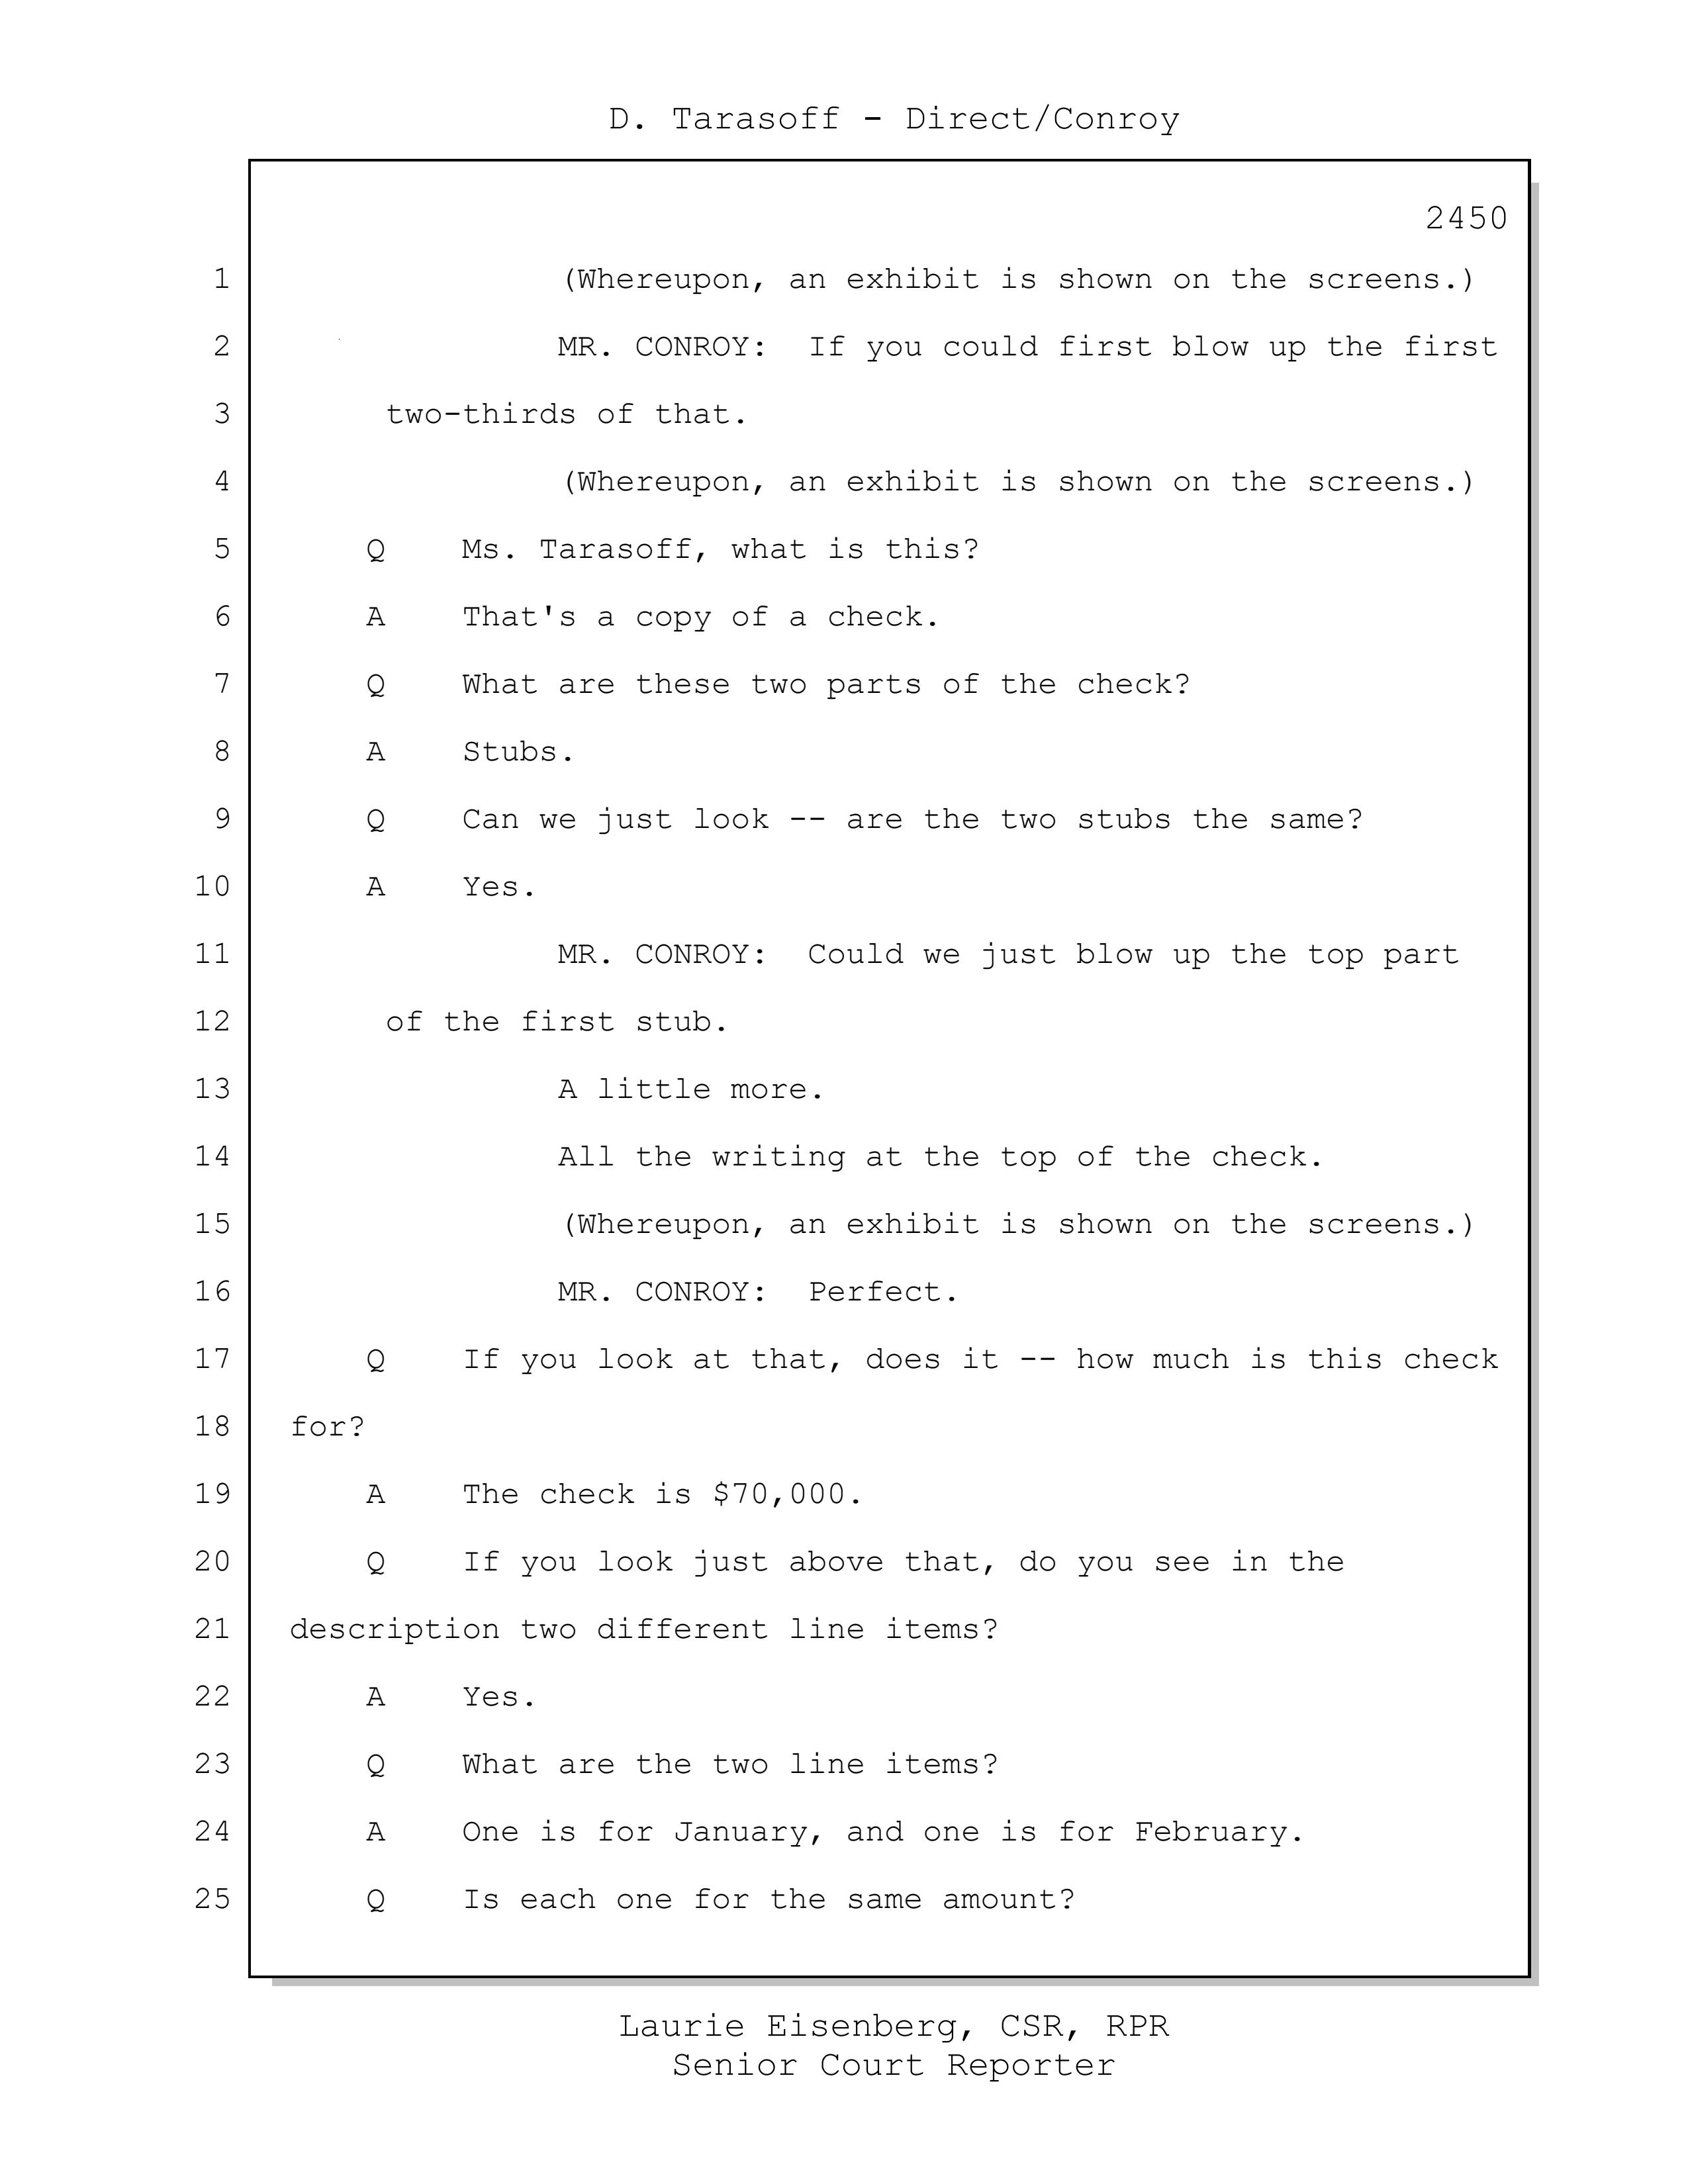 D. Tarasoff - Direct/Conroy
2450
1 (Whereupon, an exhibit is shown on the screens.)
2 MR. CONROY: If you could first blow up the first
3 two-thirds of that.
4 (Whereupon, an exhibit is shown on the screens.)
5 Q Ms. Tarasoff, what is this?
6 A That's a copy of a check.
7 Q What are these two parts of the check?
8 A Stubs.
9 Q Can we just look -- are the two stubs the same?
10 A Yes.
11 MR. CONROY: Could we just blow up the top part
12 of the first stub.
13 A little more.
14 All the writing at the top of the check.
15 (Whereupon, an exhibit is shown on the screens.)
16 MR. CONROY: Perfect.
17 Q If you look at that, does it -- how much is this check
18 for?
19 A The check is $70,000.
20 Q If you look just above that, do you see in the
21 description two different line items?
22 A Yes.
23 Q What are the two line items?
24 A One is for January, and one is for February.
25 Q Is each one for the same amount?
Laurie Eisenberg, CSR, RPR
Senior Court Reporter